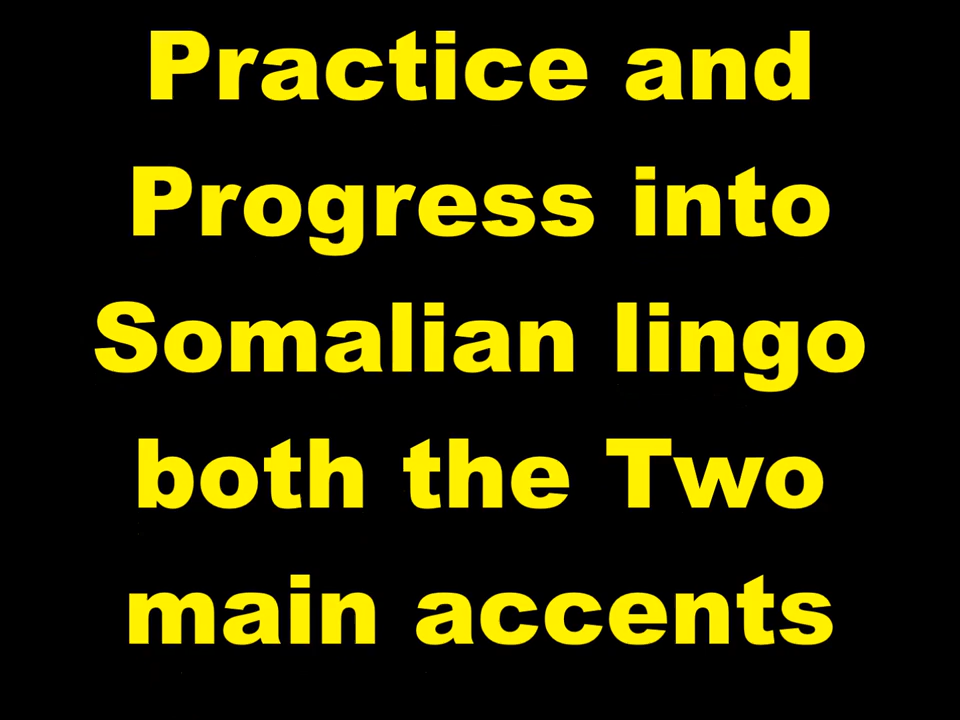 Practice and
Progress into
Somalian lingo
both the Two
main accents